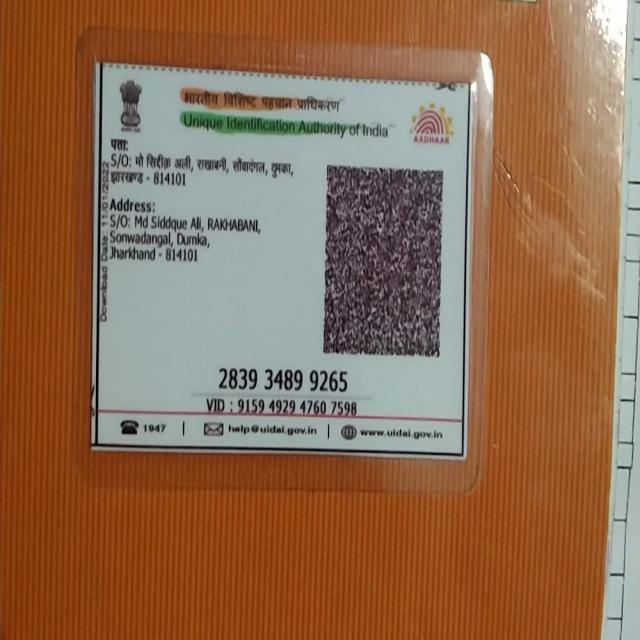 भारतीय विशिष्ट पहचान प्राधिकरण
Unique Identification Authority of India
AADHAAR
पता:
S/O: मो सिद्दीक अली, राखाबनी, सोंवादंगल, दुमका,
झारखण्ड - 814101
Address:
S/O: Md Siddque Ali, RAKHABANI,
Sonwadangal, Dumka,
Jharkhand - 814101
Download Date: 11/01/2022
2839 3489 9265
VID : 9159 4929 4760 7598
1947 | help@uidai.gov.in | www.uidai.gov.in